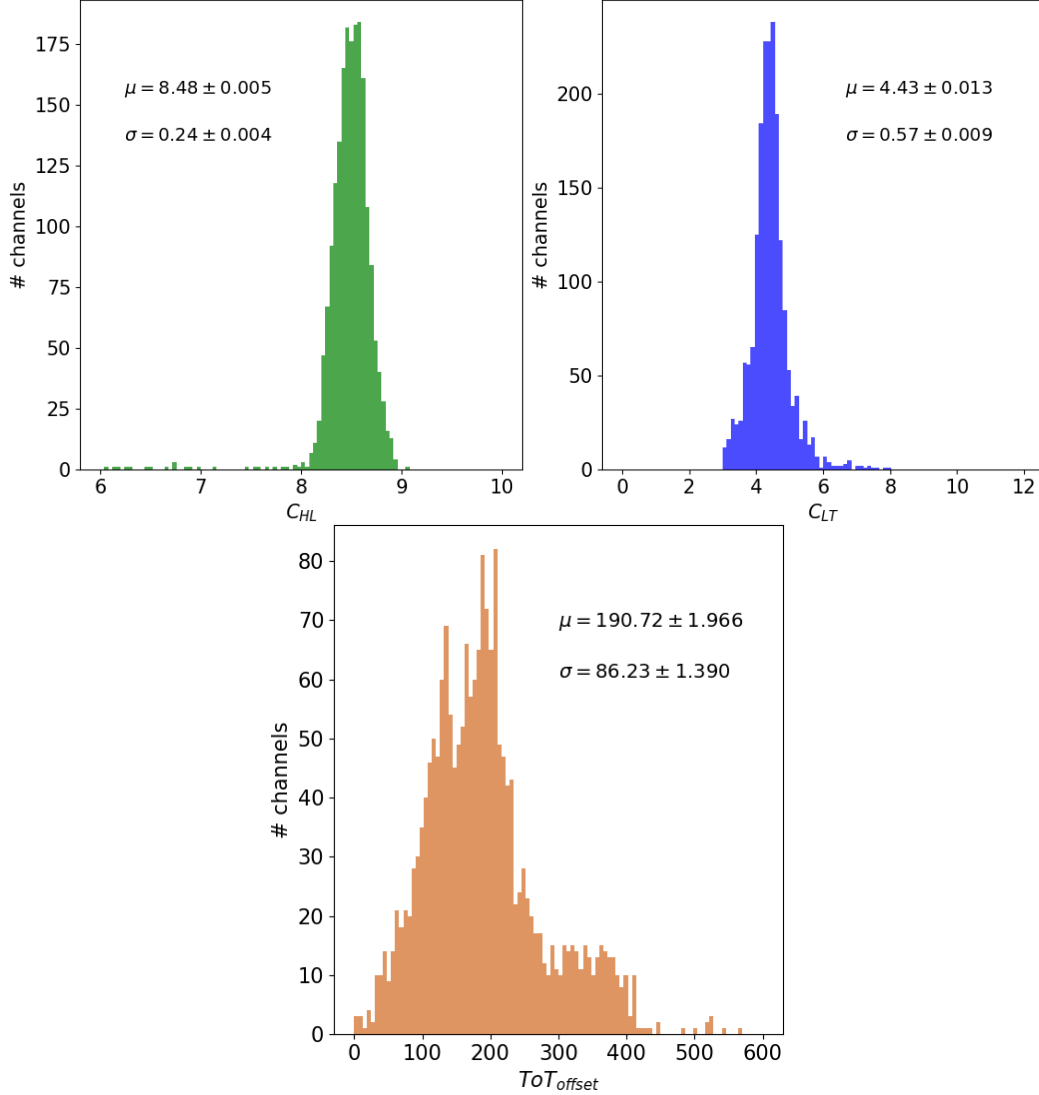 175
150
125
100
75
50
25
0
# channels
μ = 8.48 ± 0.005
σ = 0.24 ± 0.004
6 7 8 9 10
C_HL
200
150
100
50
0
# channels
μ = 4.43 ± 0.013
σ = 0.57 ± 0.009
0 2 4 6 8 10 12
C_LT
80
70
60
50
40
30
20
10
0
# channels
μ = 190.72 ± 1.966
σ = 86.23 ± 1.390
0 100 200 300 400 500 600
ToT_offset